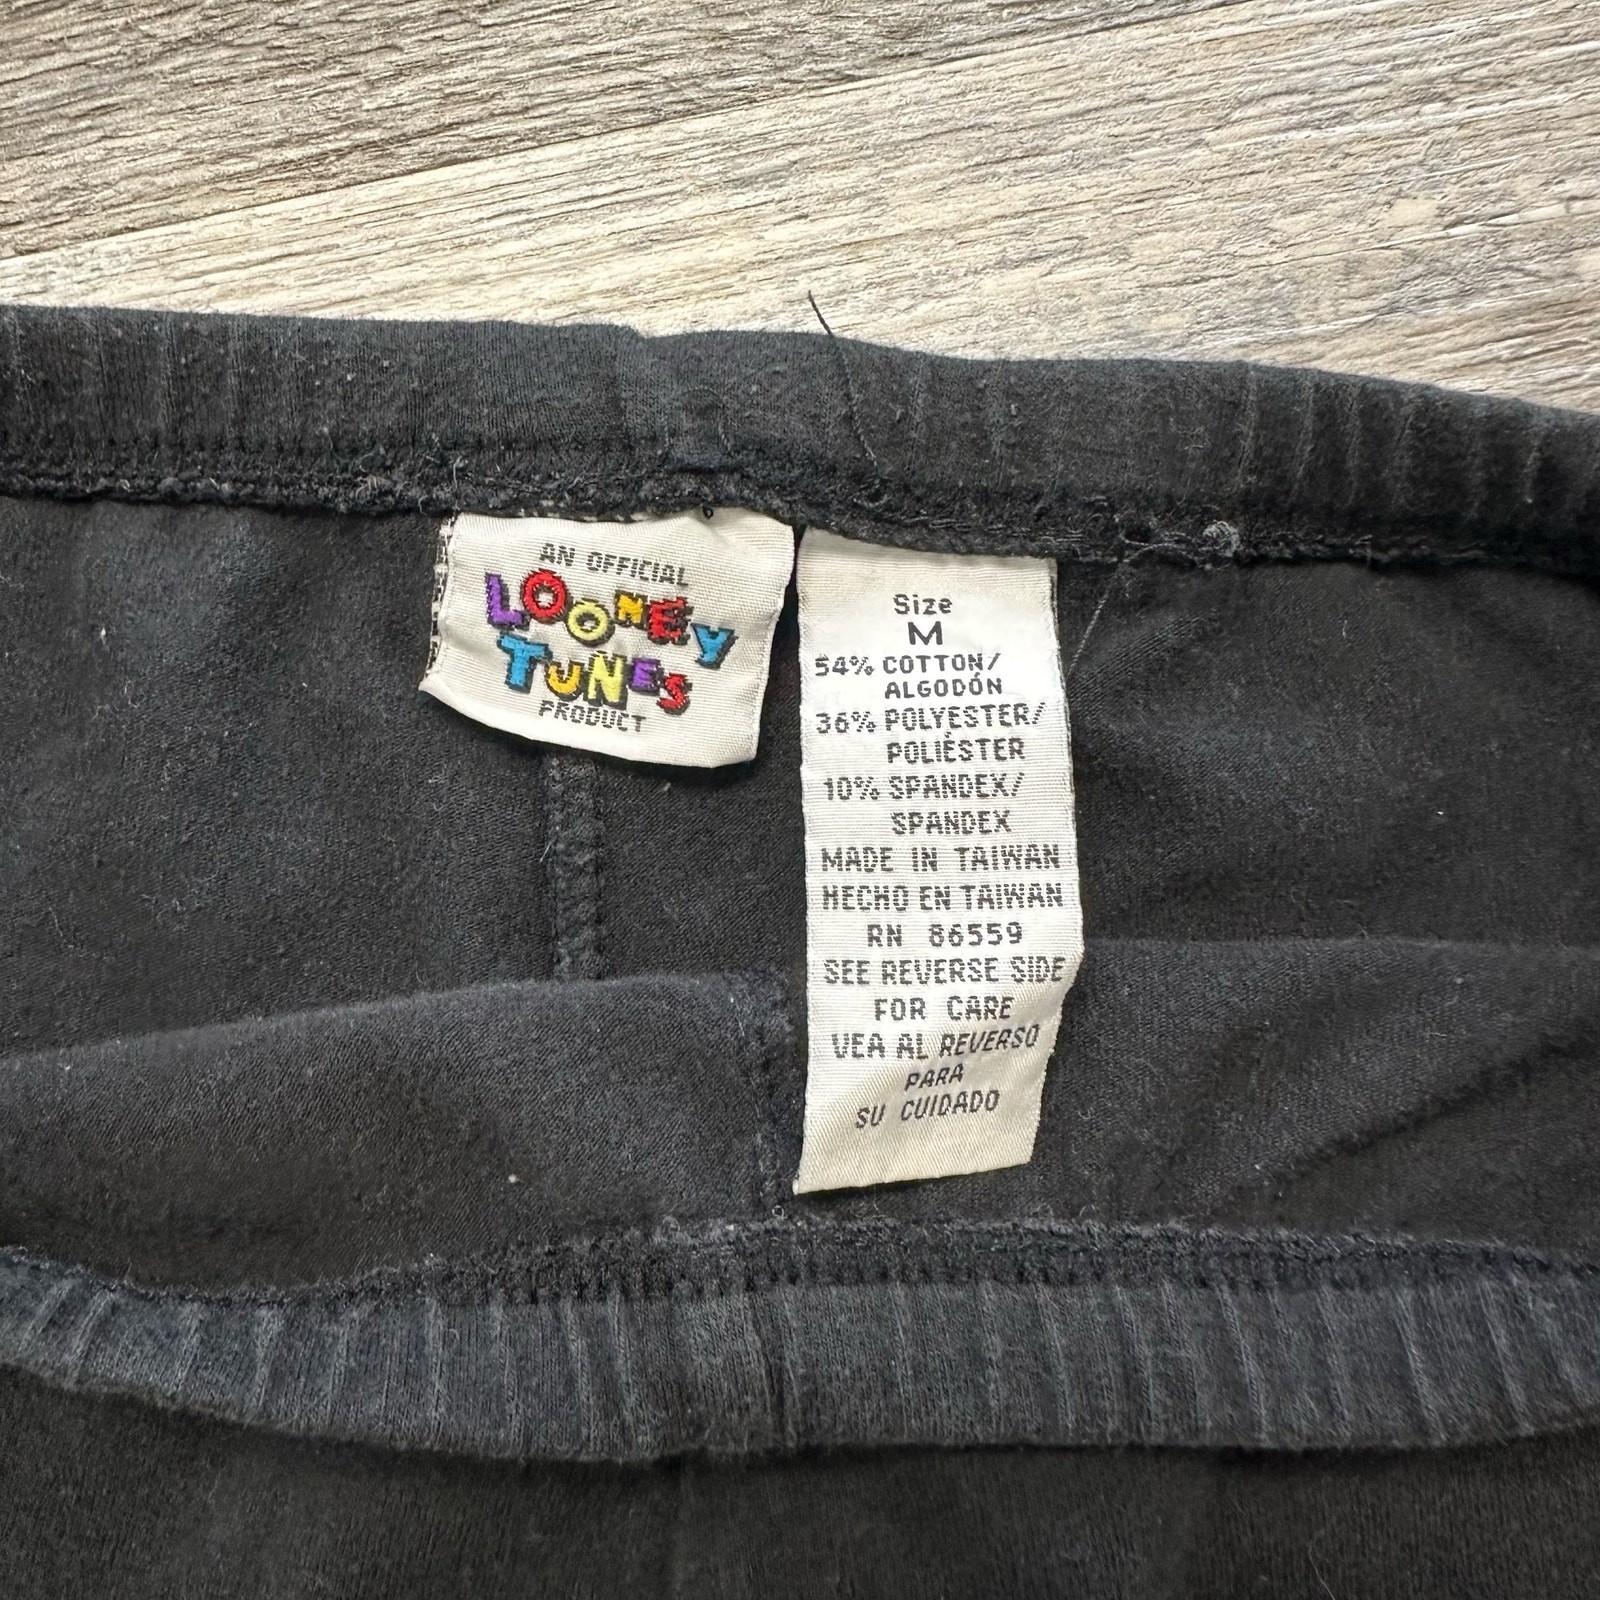 AN OFFICIAL
LOONEY
TUNES
PRODUCT
Size
M
54% COTTON/
ALGODÓN
36% POLYESTER/
POLIÉSTER
10% SPANDEX/
SPANDEX
MADE IN TAIWAN
HECHO EN TAIWAN
RN 86559
SEE REVERSE SIDE
FOR CARE
VEA AL REVERSO
PARA
SU CUIDADO